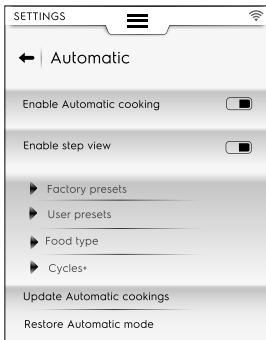 SETTINGS
Automatic
Enable Automatic cooking
Enable step view
Factory presets
User presets
Food type
Cycles+
Update Automatic cookings
Restore Automatic mode